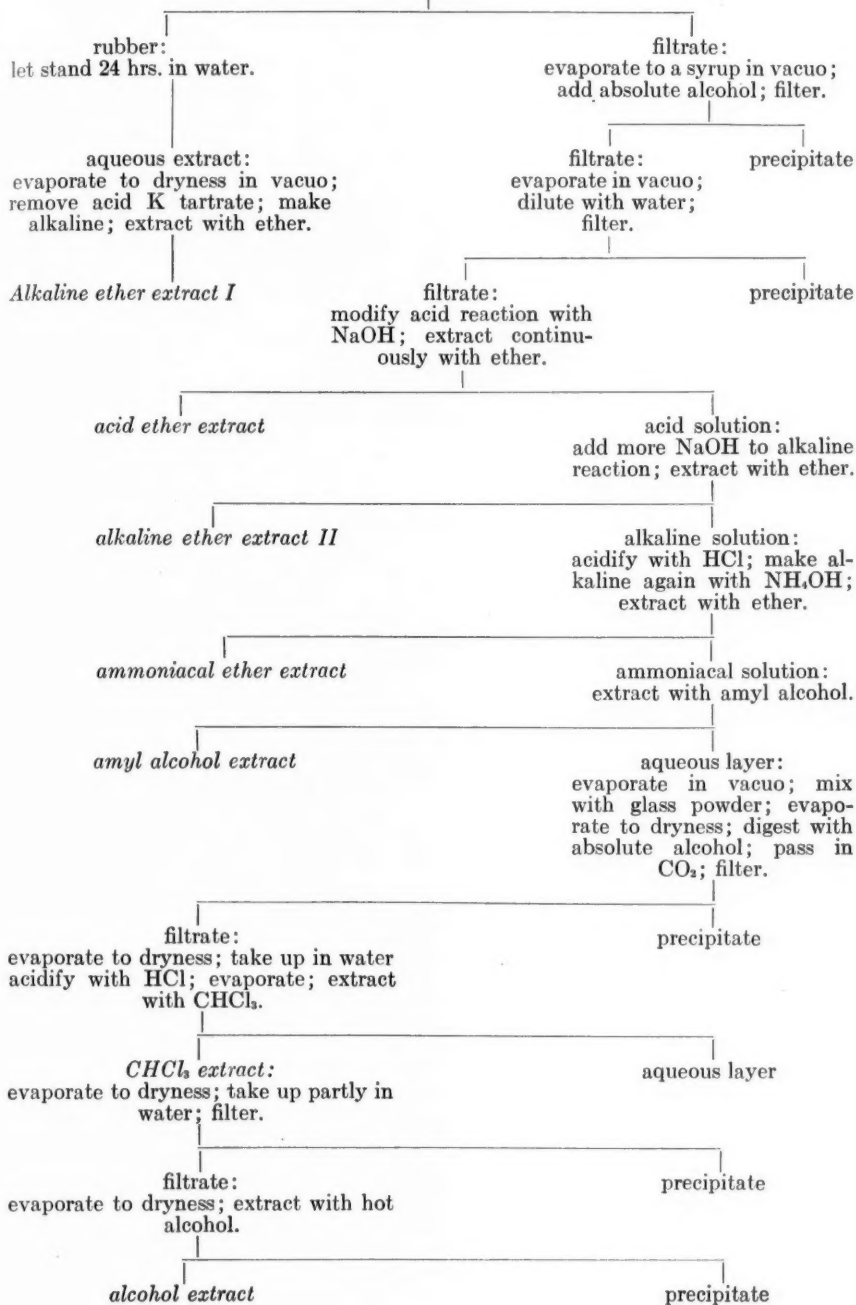 rubber:
let stand 24 hrs. in water.
filtrate:
evaporate to a syrup in vacuo;
add absolute alcohol; filter.
aqueous extract:
evaporate to dryness in vacuo;
remove acid K tartrate; make
alkaline; extract with ether.
filtrate:
evaporate in vacuo;
dilute with water;
filter.
precipitate
Alkaline ether extract I
filtrate:
modify acid reaction with
NaOH; extract continu-
ously with ether.
precipitate
acid ether extract
acid solution:
add more NaOH to alkaline
reaction; extract with ether.
alkaline ether extract II
alkaline solution:
acidify with HCl; make al-
kaline again with NH₄OH;
extract with ether.
ammoniacal ether extract
ammoniacal solution:
extract with amyl alcohol.
amyl alcohol extract
aqueous layer:
evaporate in vacuo; mix
with glass powder; evapo-
rate to dryness; digest with
absolute alcohol; pass in
CO₂; filter.
filtrate:
evaporate to dryness; take up in water
acidify with HCl; evaporate; extract
with CHCl₃.
precipitate
CHCl₃ extract:
evaporate to dryness; take up partly in
water; filter.
aqueous layer
filtrate:
evaporate to dryness; extract with hot
alcohol.
precipitate
alcohol extract
precipitate